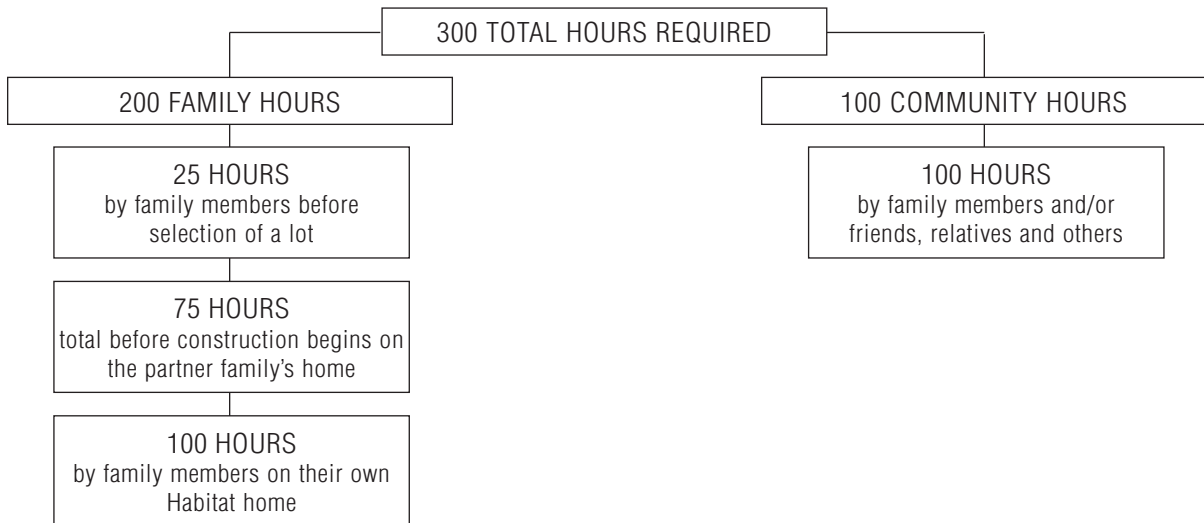 300 TOTAL HOURS REQUIRED
200 FAMILY HOURS
25 HOURS
by family members before
selection of a lot
75 HOURS
total before construction begins on
the partner family's home
100 HOURS
by family members on their own
Habitat home
100 COMMUNITY HOURS
100 HOURS
by family members and/or
friends, relatives and others